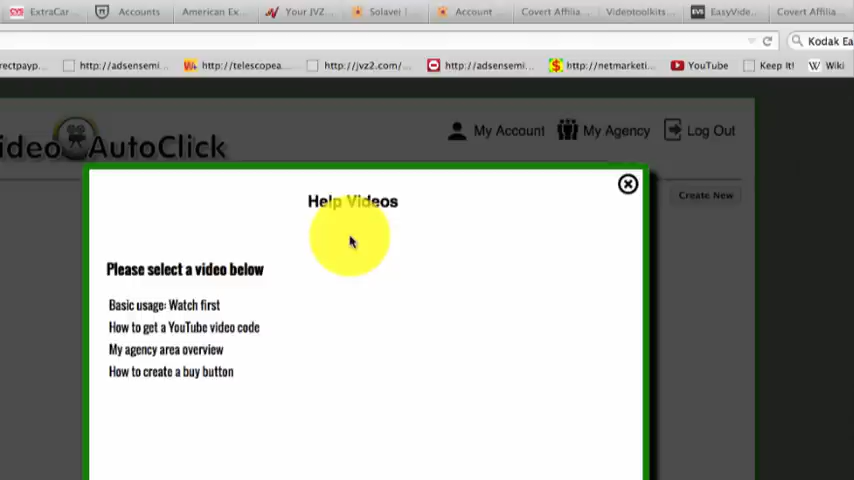 ExtraCar Accounts American Ex... Your JVZ... Solavei | Account Covert Affilia Videotoolkits... EasyVide... Covert Affilia
Kodak Ea
rectpayp... http://adsensemi... http://telescopea... http://jvz2.com/... http://adsensemi... http://netmarketi... YouTube Keep It! Wiki
ideo AutoClick
My Account My Agency Log Out
Create New
Help Videos
Please select a video below
Basic usage: Watch first
How to get a YouTube video code
My agency area overview
How to create a buy button